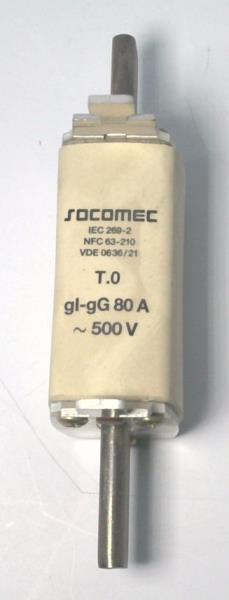 SOCOMEC
IEC 269-2
NFC 63-210
VDE 0636/21
T.0
gI-gG 80 A
~ 500 V